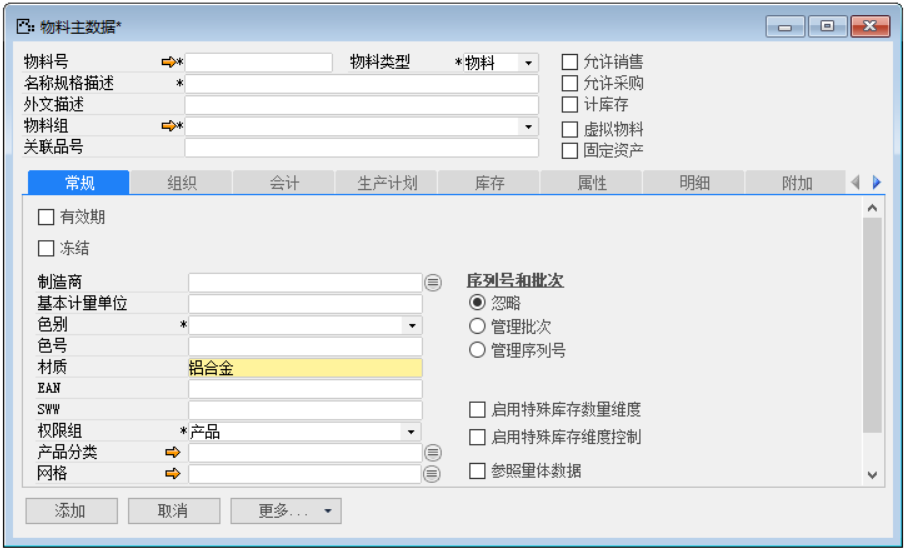 物料主数据*
物料号 * 物料类型 *物料 允许销售
名称规格描述 * 允许采购
外文描述 计库存
物料组 * 虚拟物料
关联品号 固定资产
常规 组织 会计 生产计划 库存 属性 明细 附加
有效期
冻结
制造商 序列号和批次
基本计量单位 忽略
色别 * 管理批次
色号 管理序列号
材质 铝合金
EAN
SWW 启用特殊库存数量维度
权限组 *产品 启用特殊库存维度控制
产品分类
网格 参照量体数据
添加 取消 更多...